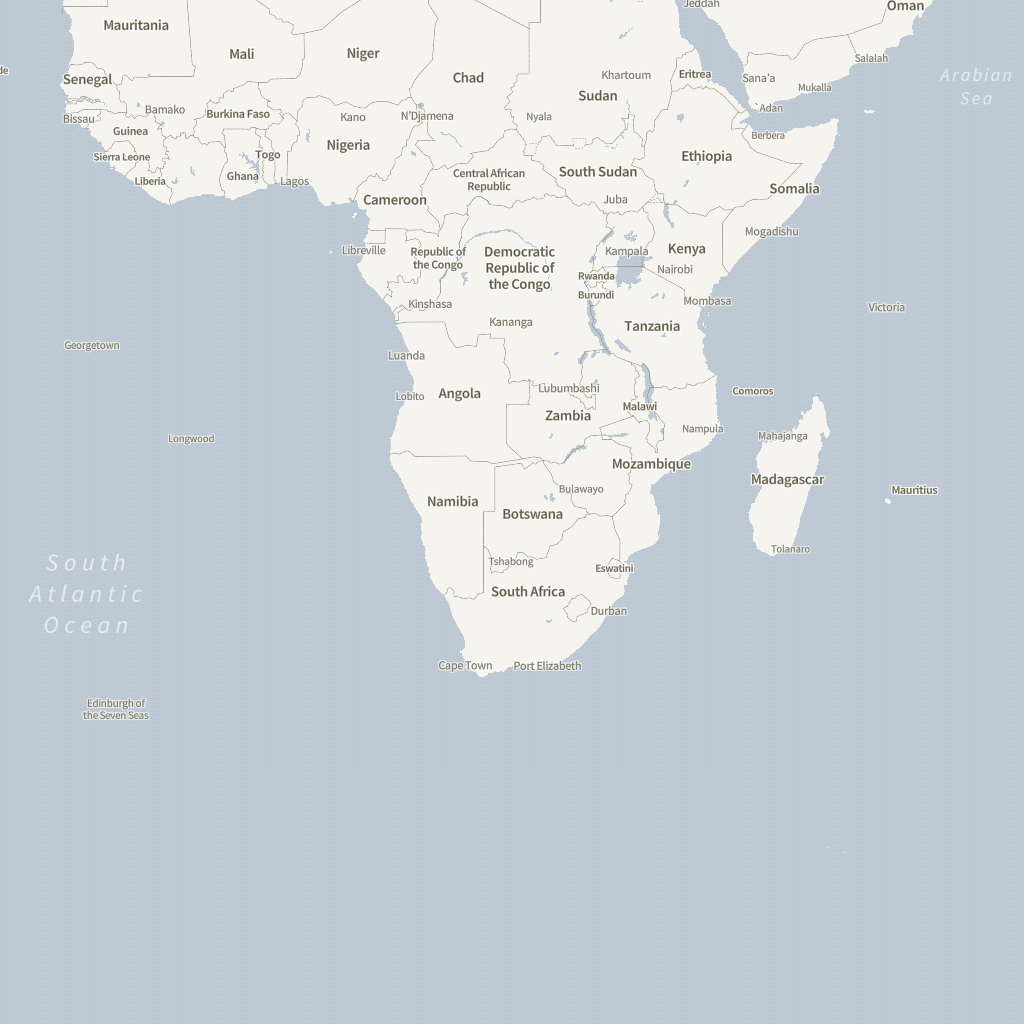 Jeddah
Oman
Mauritania
Mali
Niger
Salalah
de
Senegal
Chad
Khartoum
Eritrea
Sana'a
Arabian
Sea
Mukalla
Sudan
Bissau
Bamako
Burkina Faso
Kano
N'Djamena
Nyala
Adan
Guinea
Nigeria
Berbera
Sierra Leone
Togo
Ethiopia
Liberia
Ghana
Lagos
Central African
Republic
South Sudan
Somalia
Cameroon
Juba
Mogadishu
Libreville
Republic of
the Congo
Democratic
Republic of
the Congo
Kampala
Kenya
Nairobi
Rwanda
Burundi
Kinshasa
Mombasa
Victoria
Kananga
Tanzania
Georgetown
Luanda
Lobito
Angola
Lubumbashi
Comoros
Zambia
Malawi
Nampula
Longwood
Mahajanga
Mozambique
Madagascar
Bulawayo
Mauritius
Namibia
Botswana
Tolanaro
South
Atlantic
Ocean
Tshabong
Eswatini
South Africa
Durban
Cape Town
Port Elizabeth
Edinburgh of
the Seven Seas